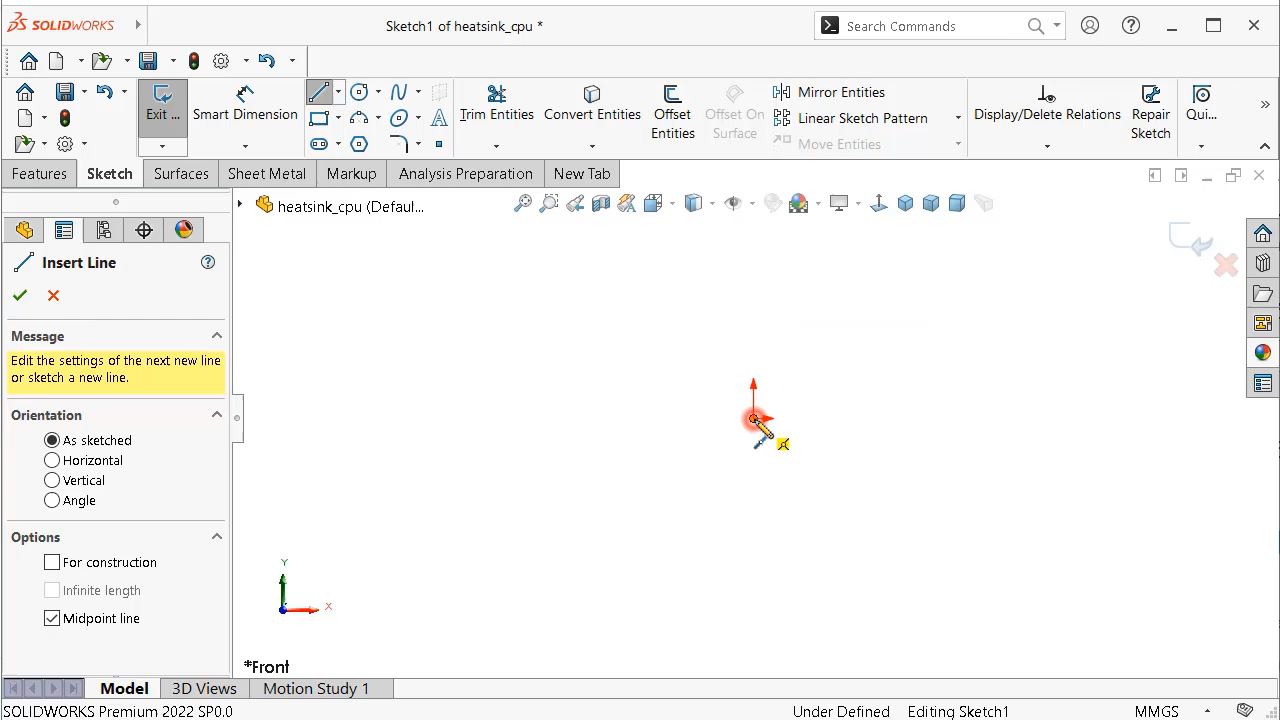 SOLIDWORKS
Sketch1 of heatsink_cpu *
Search Commands
Exit ...
Smart Dimension
Trim Entities
Convert Entities
Offset Entities
Offset On Surface
Mirror Entities
Linear Sketch Pattern
Move Entities
Display/Delete Relations
Repair Sketch
Qui...
Features
Sketch
Surfaces
Sheet Metal
Markup
Analysis Preparation
New Tab
heatsink_cpu (Defaul...
Insert Line
Message
Edit the settings of the next new line
or sketch a new line.
Orientation
As sketched
Horizontal
Vertical
Angle
Options
For construction
Infinite length
Midpoint line
Y
X
*Front
Model
3D Views
Motion Study 1
SOLIDWORKS Premium 2022 SP0.0
Under Defined
Editing Sketch1
MMGS